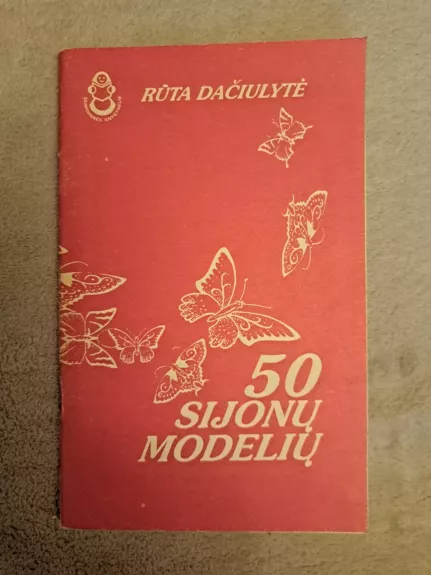 RŪTA DAČIULYTĖ
50
SIJONŲ
MODELIŲ